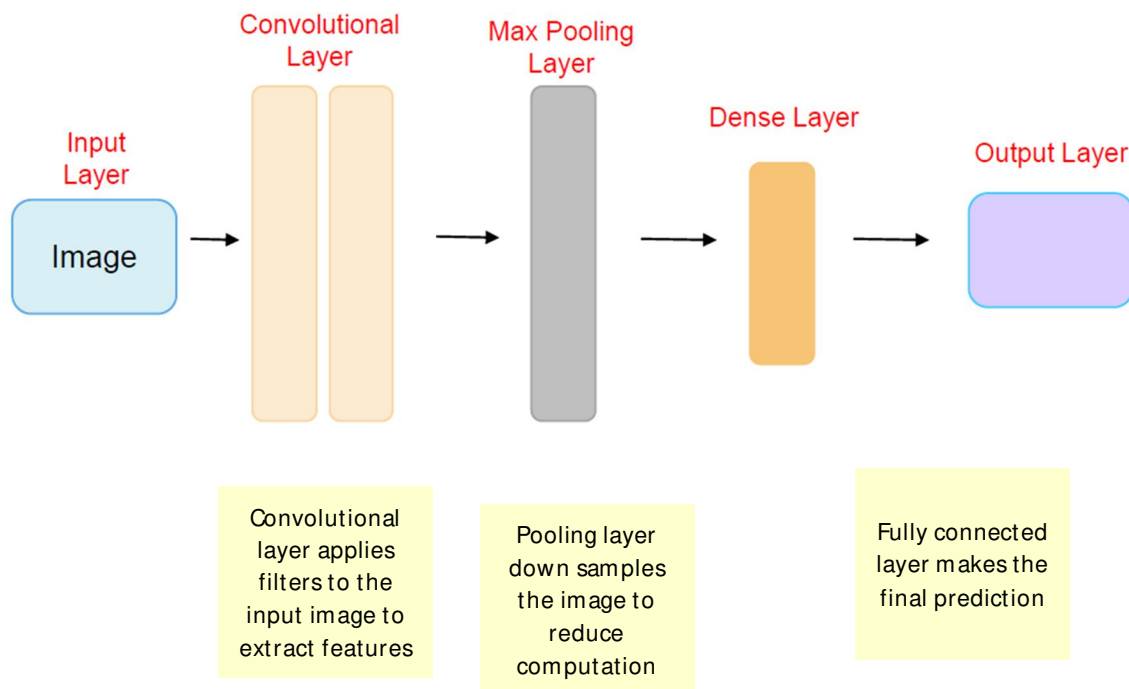 Convolutional
Layer
Max Pooling
Layer
Dense Layer
Input
Layer
Output Layer
Image
Convolutional
layer applies
filters to the
input image to
extract features
Pooling layer
down samples
the image to
reduce
computation
Fully connected
layer makes the
final prediction